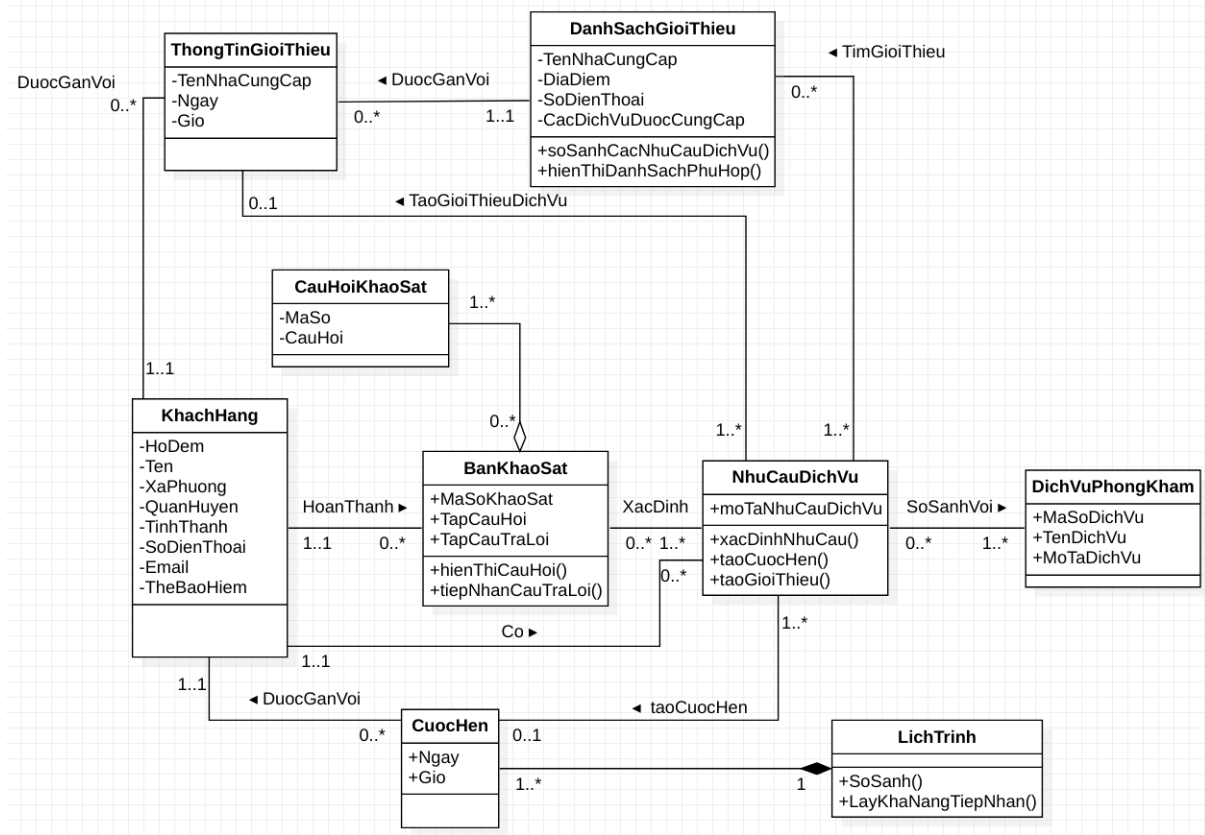 ThongTinGioiThieu
-TenNhaCungCap
-Ngay
-Gio
DanhSachGioiThieu
-TenNhaCungCap
-DiaDiem
-SoDienThoai
-CacDichVuDuocCungCap
+soSanhCacNhuCauDichVu()
+hienThiDanhSachPhuHop()
DuocGanVoi
0..*
◄ DuocGanVoi
0..*
1..1
◄ TimGioiThieu
0..*
0..1
◄ TaoGioiThieuDichVu
CauHoiKhaoSat
-MaSo
-CauHoi
1..*
1..1
0..*
1..*
1..*
KhachHang
-HoDem
-Ten
-XaPhuong
-QuanHuyen
-TinhThanh
-SoDienThoai
-Email
-TheBaoHiem
HoanThanh ►
1..1
0..*
BanKhaoSat
+MaSoKhaoSat
+TapCauHoi
+TapCauTraLoi
+hienThiCauHoi()
+tiepNhanCauTraLoi()
XacDinh
0..*
1..*
NhuCauDichVu
+moTaNhuCauDichVu
+xacDinhNhuCau()
+taoCuocHen()
+taoGioiThieu()
SoSanhVoi ►
0..*
1..*
DichVuPhongKham
+MaSoDichVu
+TenDichVu
+MoTaDichVu
0..*
Co ►
1..1
1..*
1..1
◄ DuocGanVoi
0..*
CuocHen
+Ngay
+Gio
◄ taoCuocHen
0..1
1..*
1
LichTrinh
+SoSanh()
+LayKhaNangTiepNhan()